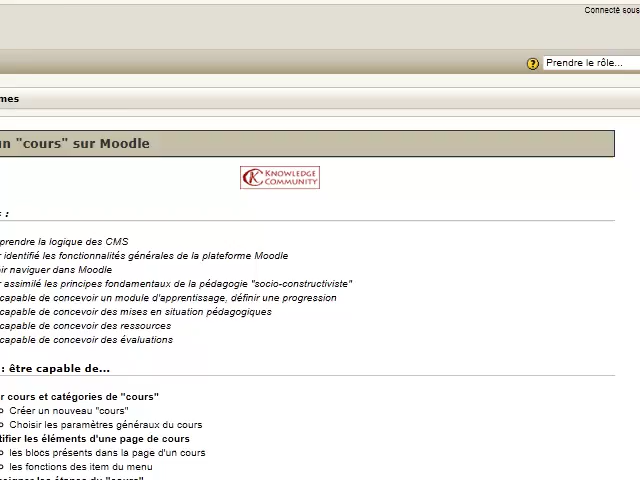 Connecté sous
Prendre le rôle...
mes
un "cours" sur Moodle
KNOWLEDGE
COMMUNITY
:
prendre la logique des CMS
identifié les fonctionnalités générales de la plateforme Moodle
ir naviguer dans Moodle
assimilé les principes fondamentaux de la pédagogie "socio-constructiviste"
capable de concevoir un module d'apprentissage, définir une progression
capable de concevoir des mises en situation pédagogiques
capable de concevoir des ressources
capable de concevoir des évaluations
: être capable de...
r cours et catégories de "cours"
Créer un nouveau "cours"
Choisir les paramètres généraux du cours
tifier les éléments d'une page de cours
les blocs présents dans la page d'un cours
les fonctions des item du menu